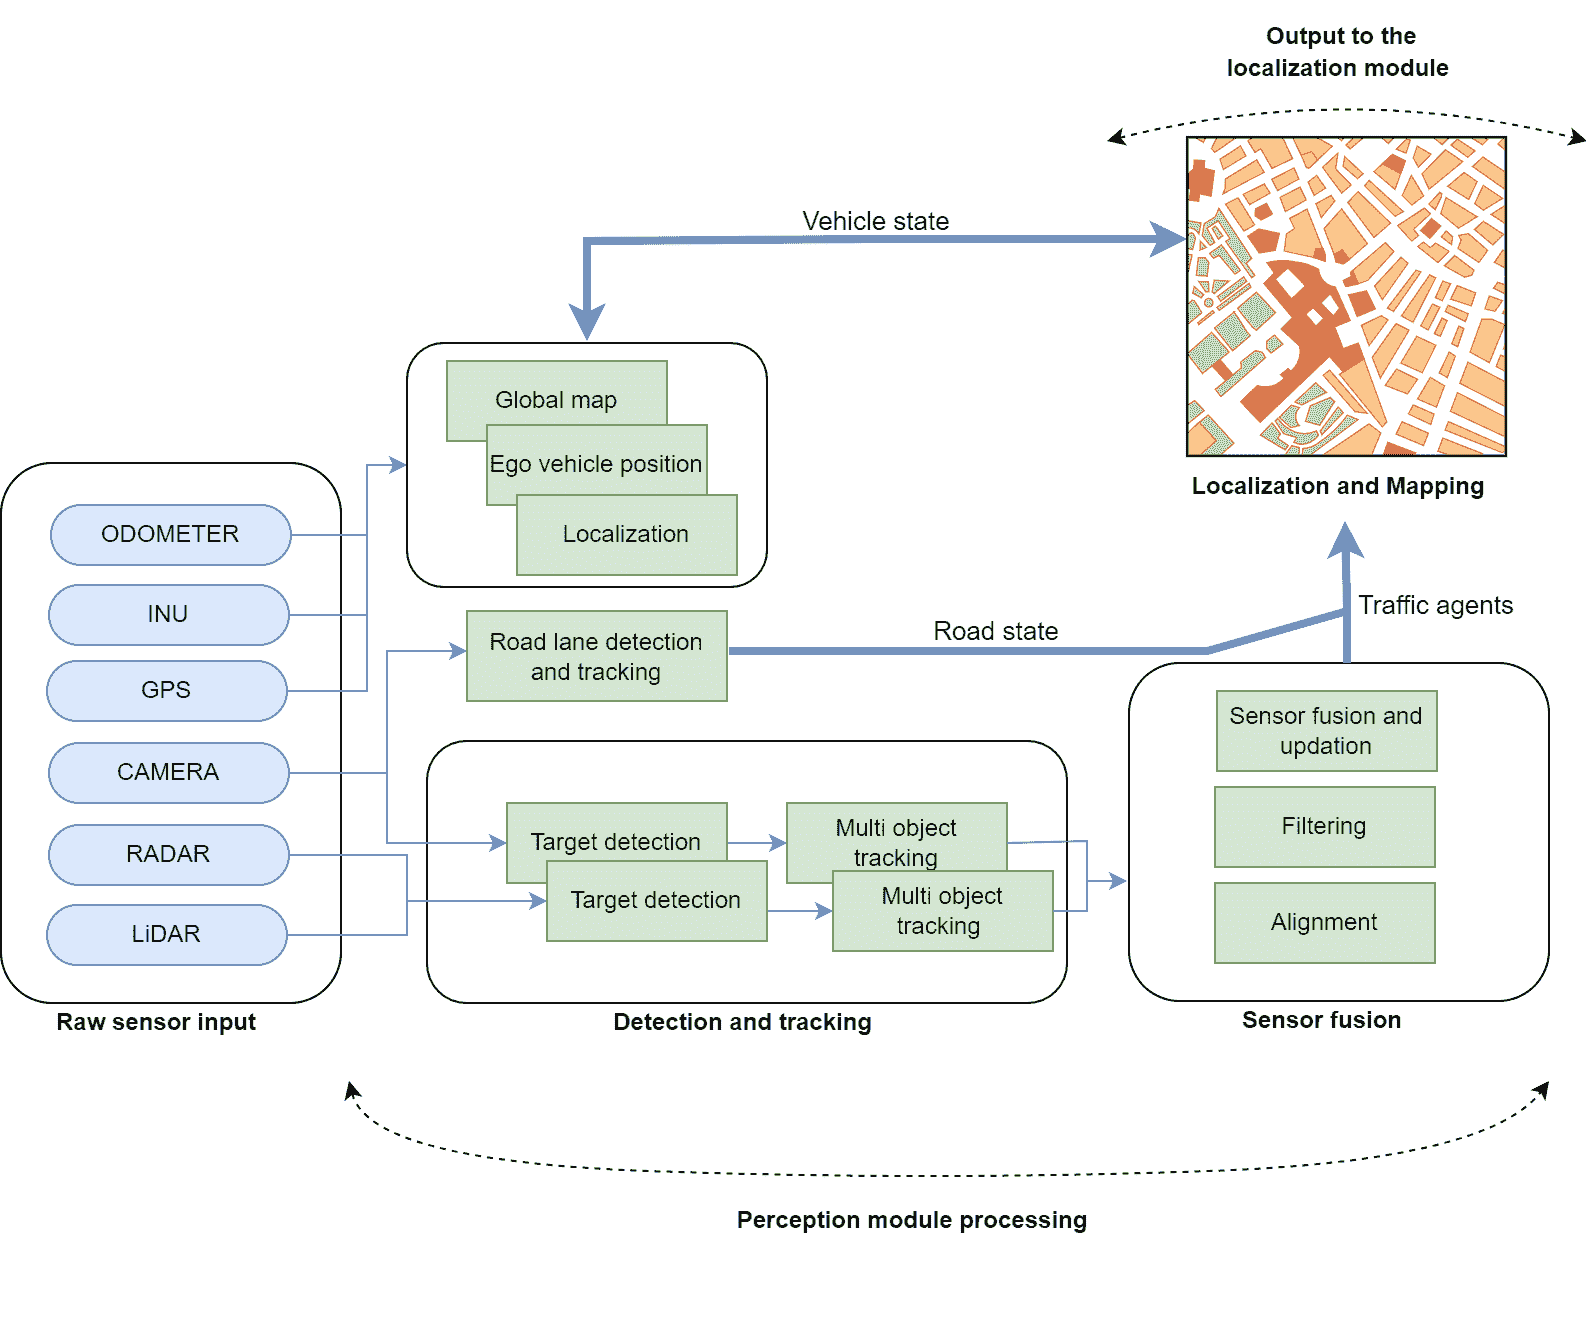 Output to the
localization module
Vehicle state
Global map
Ego vehicle position
Localization
Localization and Mapping
ODOMETER
INU
GPS
CAMERA
RADAR
LiDAR
Raw sensor input
Road lane detection
and tracking
Road state
Traffic agents
Target detection
Multi object
tracking
Target detection
Multi object
tracking
Detection and tracking
Sensor fusion and
updation
Filtering
Alignment
Sensor fusion
Perception module processing